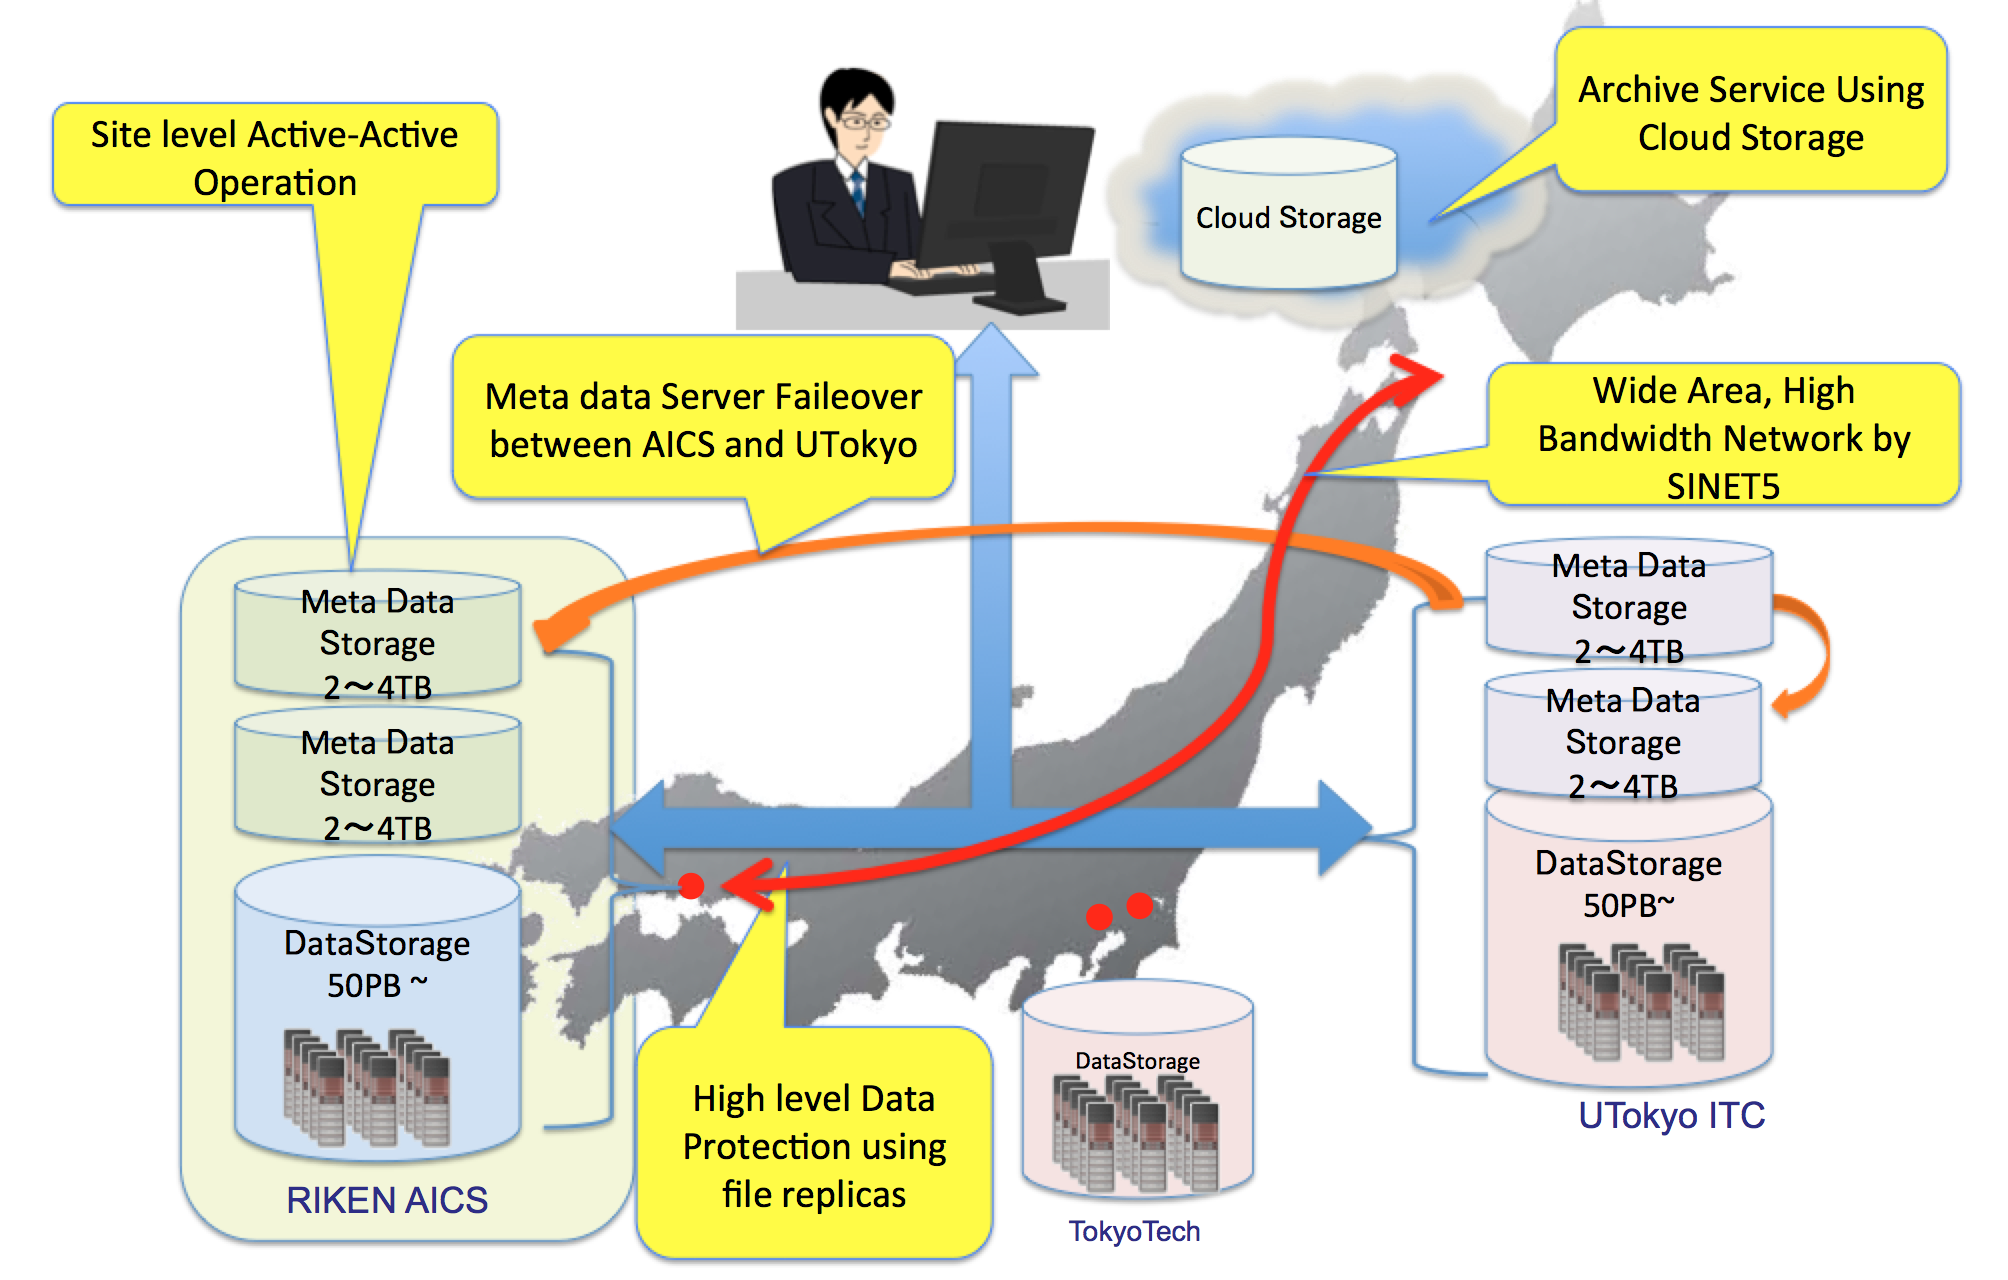 Site level Active-Active
Operation
Archive Service Using
Cloud Storage
Cloud Storage
Meta data Server Faileover
between AICS and UTokyo
Wide Area, High
Bandwidth Network by
SINET5
Meta Data
Storage
2〜4TB
Meta Data
Storage
2〜4TB
DataStorage
50PB ~
RIKEN AICS
High level Data
Protection using
file replicas
DataStorage
TokyoTech
Meta Data
Storage
2〜4TB
Meta Data
Storage
2〜4TB
DataStorage
50PB~
UTokyo ITC